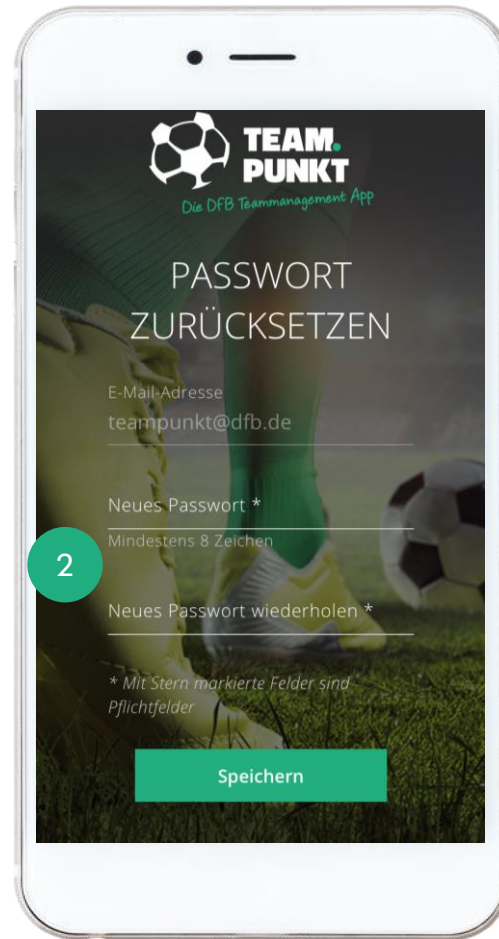 TEAM.
PUNKT
Die DFB Teammanagement App
PASSWORT
ZURÜCKSETZEN
E-Mail-Adresse
teampunkt@dfb.de
Neues Passwort *
Mindestens 8 Zeichen
2
Neues Passwort wiederholen *
* Mit Stern markierte Felder sind
Pflichtfelder
Speichern